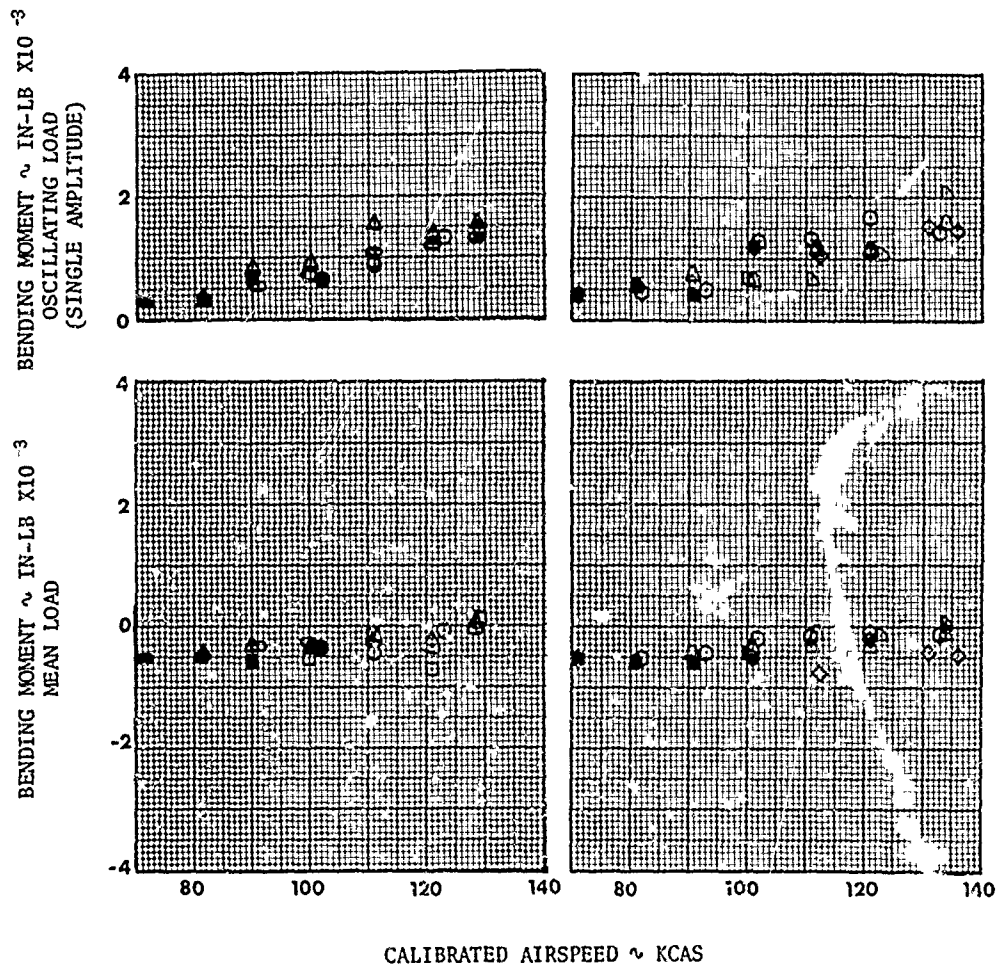 BENDING MOMENT ~ IN-LB X10 -3
OSCILLATING LOAD
(SINGLE AMPLITUDE)
4
2
0
BENDING MOMENT ~ IN-LB X10 -3
MEAN LOAD
4
2
0
-2
-4
80 100 120 140 80 100 120 140
CALIBRATED AIRSPEED ~ KCAS